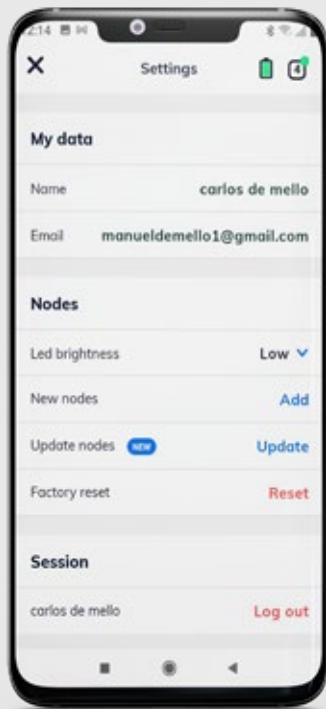 2:14
Settings
4
My data
Name carlos de mello
Email manueldemello1@gmail.com
Nodes
Led brightness Low
New nodes Add
Update nodes NEW Update
Factory reset Reset
Session
carlos de mello Log out